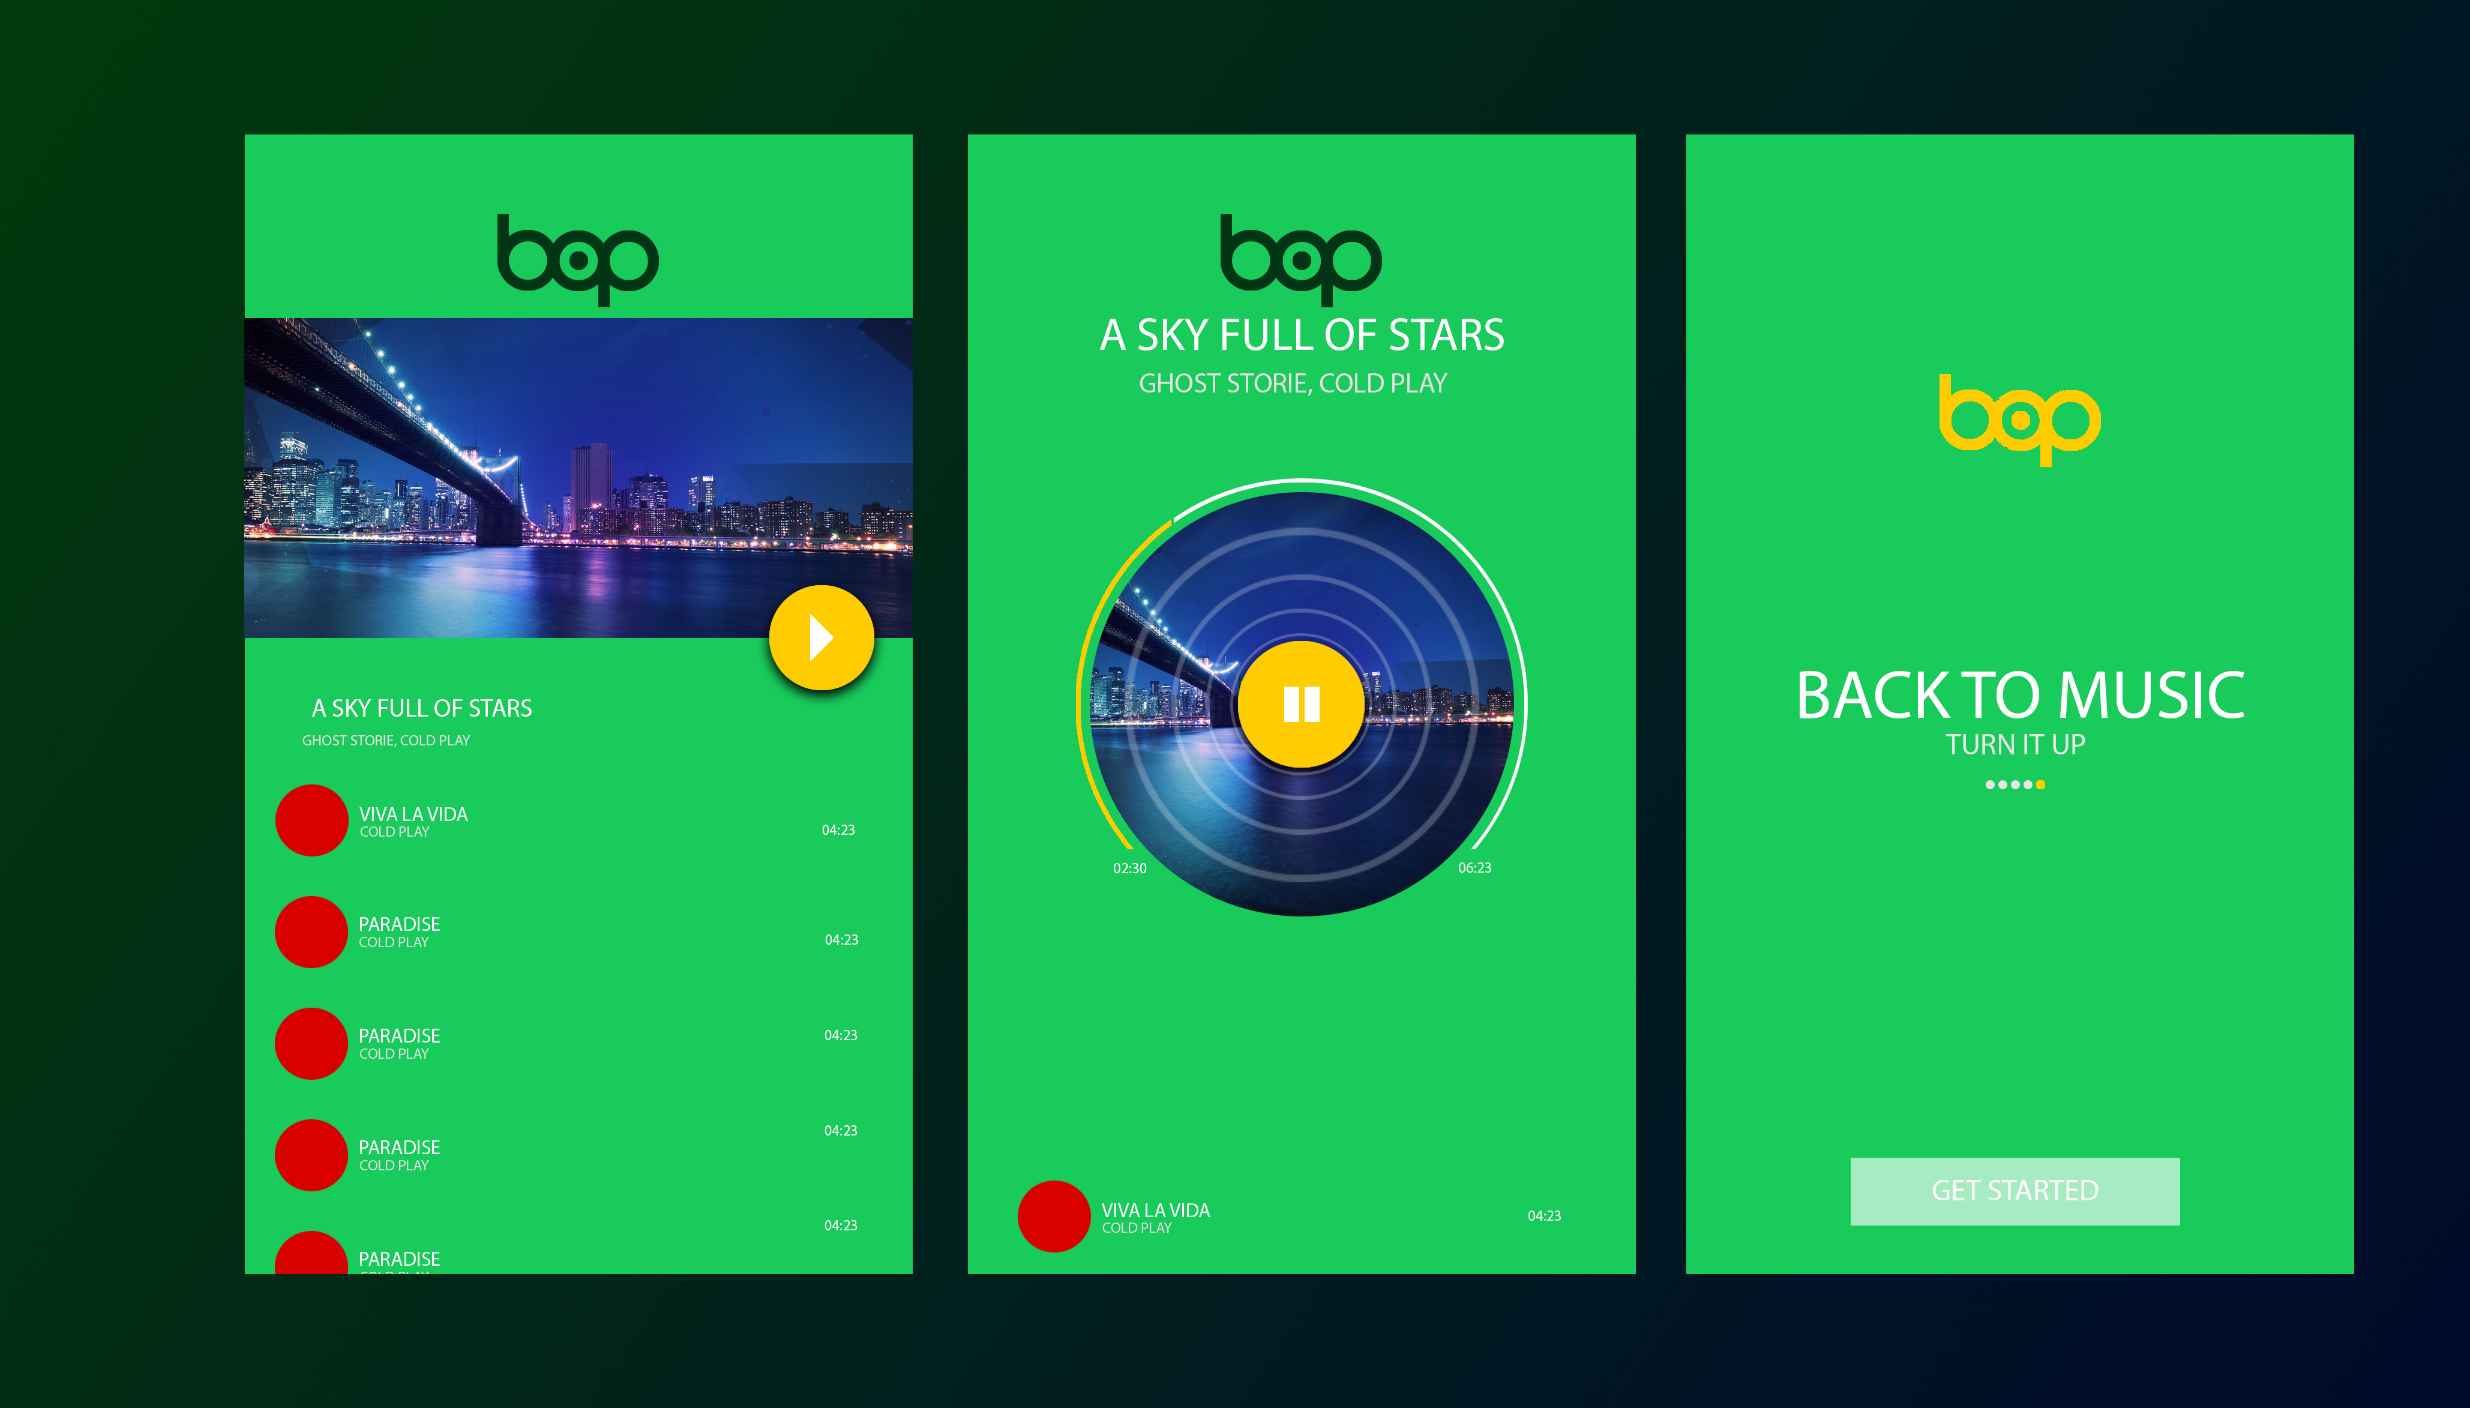 bop
A SKY FULL OF STARS
GHOST STORIE, COLD PLAY
VIVA LA VIDA
COLD PLAY
04:23
PARADISE
COLD PLAY
04:23
PARADISE
COLD PLAY
04:23
PARADISE
COLD PLAY
04:23
PARADISE
04:23
bop
A SKY FULL OF STARS
GHOST STORIE, COLD PLAY
02:30
06:23
VIVA LA VIDA
COLD PLAY
04:23
bop
BACK TO MUSIC
TURN IT UP
GET STARTED